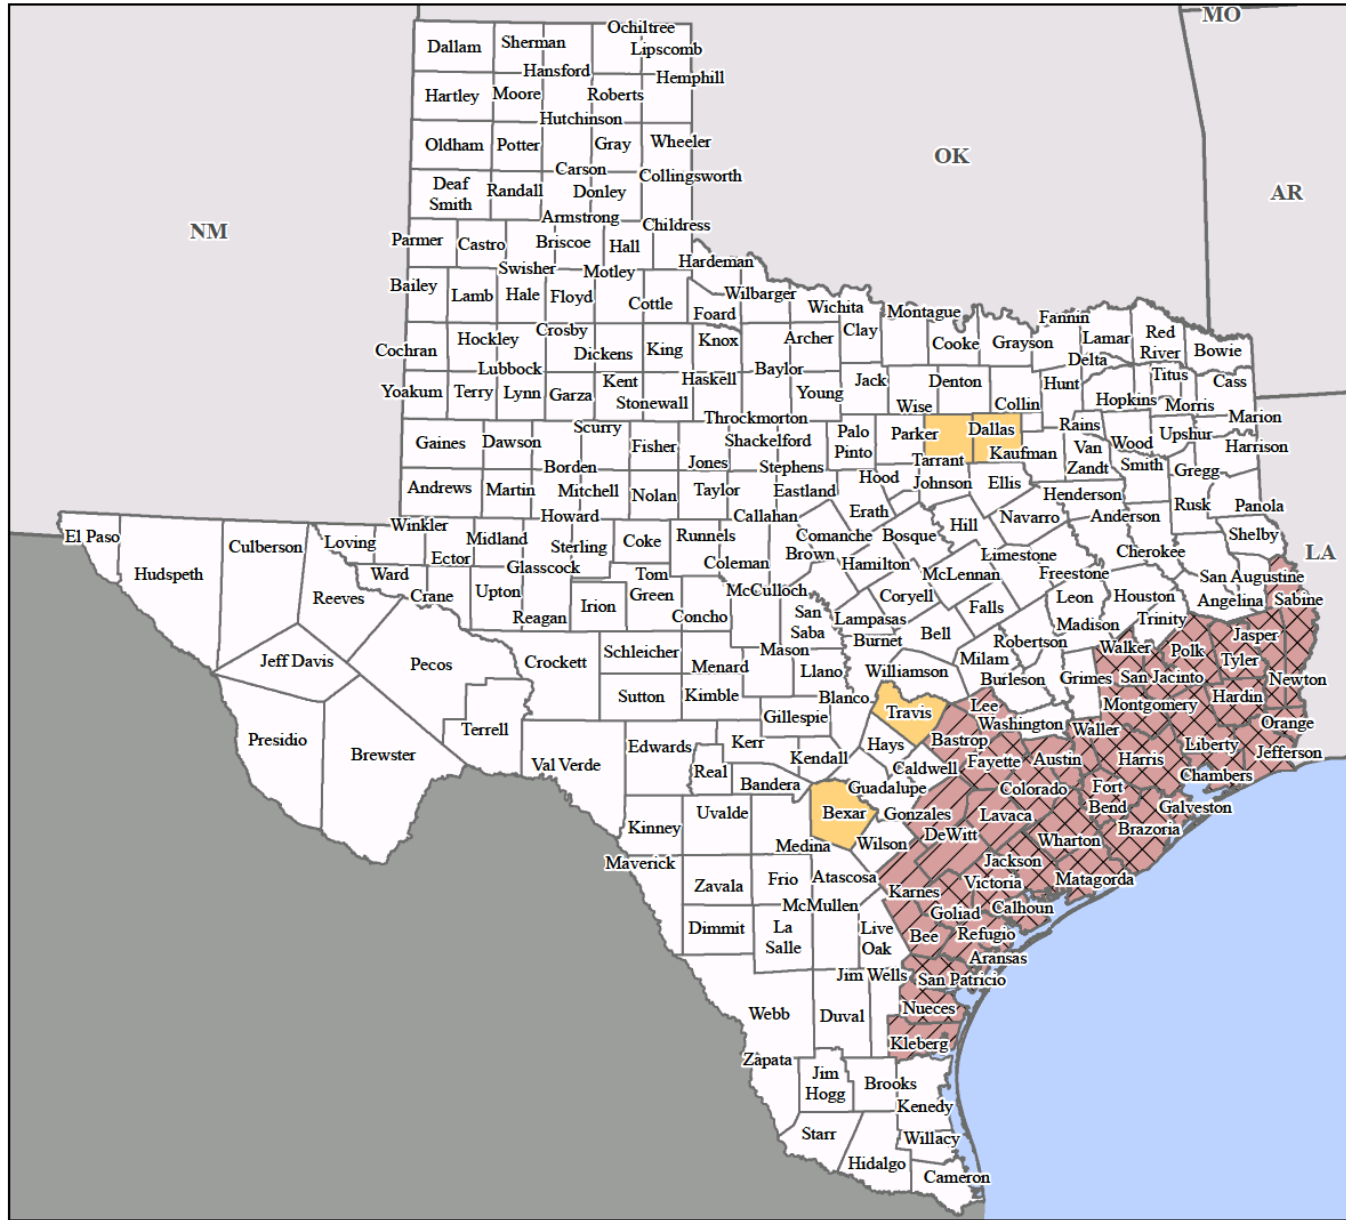 MO
Ochiltree
Dallam
Sherman
Lipscomb
Hansford
Hemphill
Hartley
Moore
Roberts
Hutchinson
Oldham
Potter
Gray
Wheeler
OK
Carson
Collingsworth
Deaf
Smith
Randall
Donley
AR
Armstrong
Childress
NM
Parmer
Castro
Briscoe
Hall
Swisher
Motley
Hardeman
Bailey
Lamb
Hale
Floyd
Cottle
Foard
Wilbarger
Wichita
Montague
Fannin
Cochran
Hockley
Crosby
Dickens
King
Knox
Archer
Clay
Cooke
Grayson
Lamar
Red
River
Bowie
Lubbock
Baylor
Delta
Yoakum
Terry
Lynn
Garza
Kent
Stonewall
Haskell
Young
Jack
Denton
Wise
Collin
Hunt
Hopkins
Titus
Morris
Cass
Throckmorton
Marion
Gaines
Dawson
Scurry
Fisher
Jones
Shackelford
Palo
Pinto
Parker
Dallas
Rains
Wood
Upshur
Harrison
Borden
Stephens
Tarrant
Kaufman
Van
Zandt
Smith
Gregg
Andrews
Martin
Mitchell
Nolan
Taylor
Eastland
Hood
Johnson
Ellis
Henderson
Rusk
Panola
Howard
Callahan
Erath
Navarro
Anderson
El Paso
Hudspeth
Culberson
Loving
Winkler
Ector
Midland
Sterling
Coke
Runnels
Coleman
Comanche
Bosque
Hill
Shelby
LA
Glasscock
Brown
Hamilton
Limestone
Cherokee
Reeves
Ward
Crane
Upton
Reagan
Irion
Tom
Green
Concho
McCulloch
San
Saba
Lampasas
Coryell
McLennan
Falls
Freestone
Leon
Houston
San Augustine
Angelina
Sabine
Jeff Davis
Pecos
Crockett
Schleicher
Menard
Mason
Llano
Burnet
Bell
Robertson
Madison
Trinity
Walker
Polk
Jasper
Tyler
Newton
Williamson
Milam
Burleson
Grimes
San Jacinto
Sutton
Kimble
Presidio
Brewster
Terrell
Gillespie
Blanco
Travis
Lee
Washington
Montgomery
Hardin
Orange
Val Verde
Edwards
Real
Kerr
Kendall
Hays
Bastrop
Fayette
Austin
Waller
Harris
Liberty
Jefferson
Bandera
Caldwell
Guadalupe
Colorado
Fort
Bend
Chambers
Galveston
Kinney
Uvalde
Medina
Bexar
Wilson
Gonzales
DeWitt
Lavaca
Wharton
Brazoria
Maverick
Zavala
Frio
Atascosa
Karnes
Jackson
Victoria
Matagorda
McMullen
Goliad
Calhoun
Dimmit
La
Salle
Live
Oak
Bee
Refugio
Aransas
Jim Wells
San Patricio
Webb
Duval
Nueces
Kleberg
Zapata
Jim
Hogg
Brooks
Kenedy
Starr
Willacy
Hidalgo
Cameron